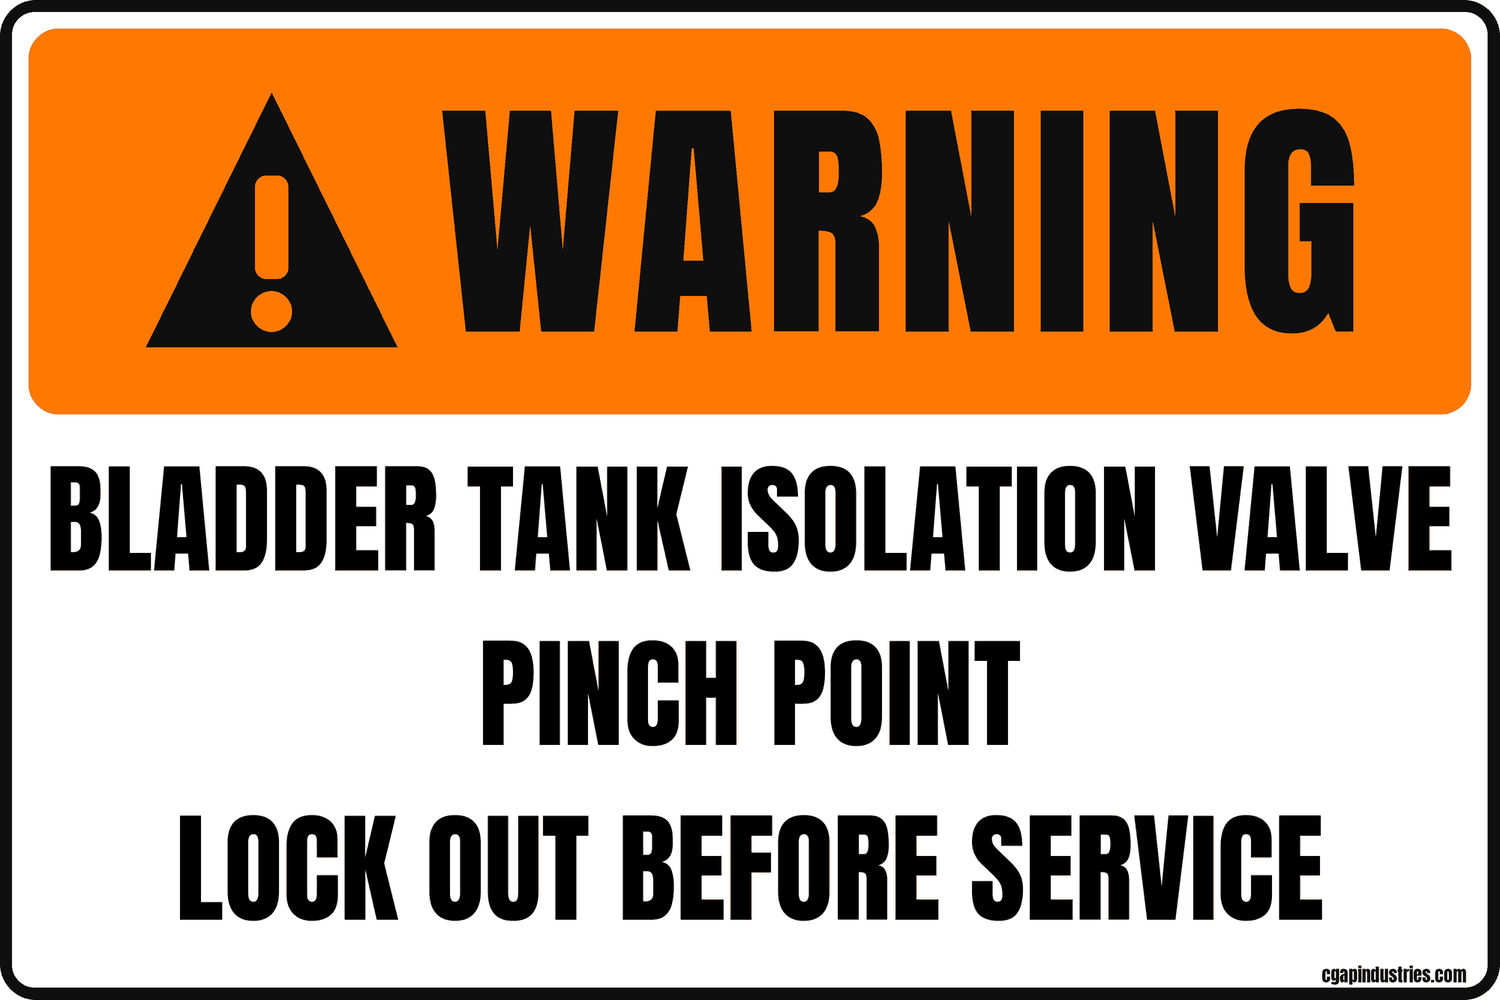 WARNING
BLADDER TANK ISOLATION VALVE
PINCH POINT
LOCK OUT BEFORE SERVICE
cgapindustries.com